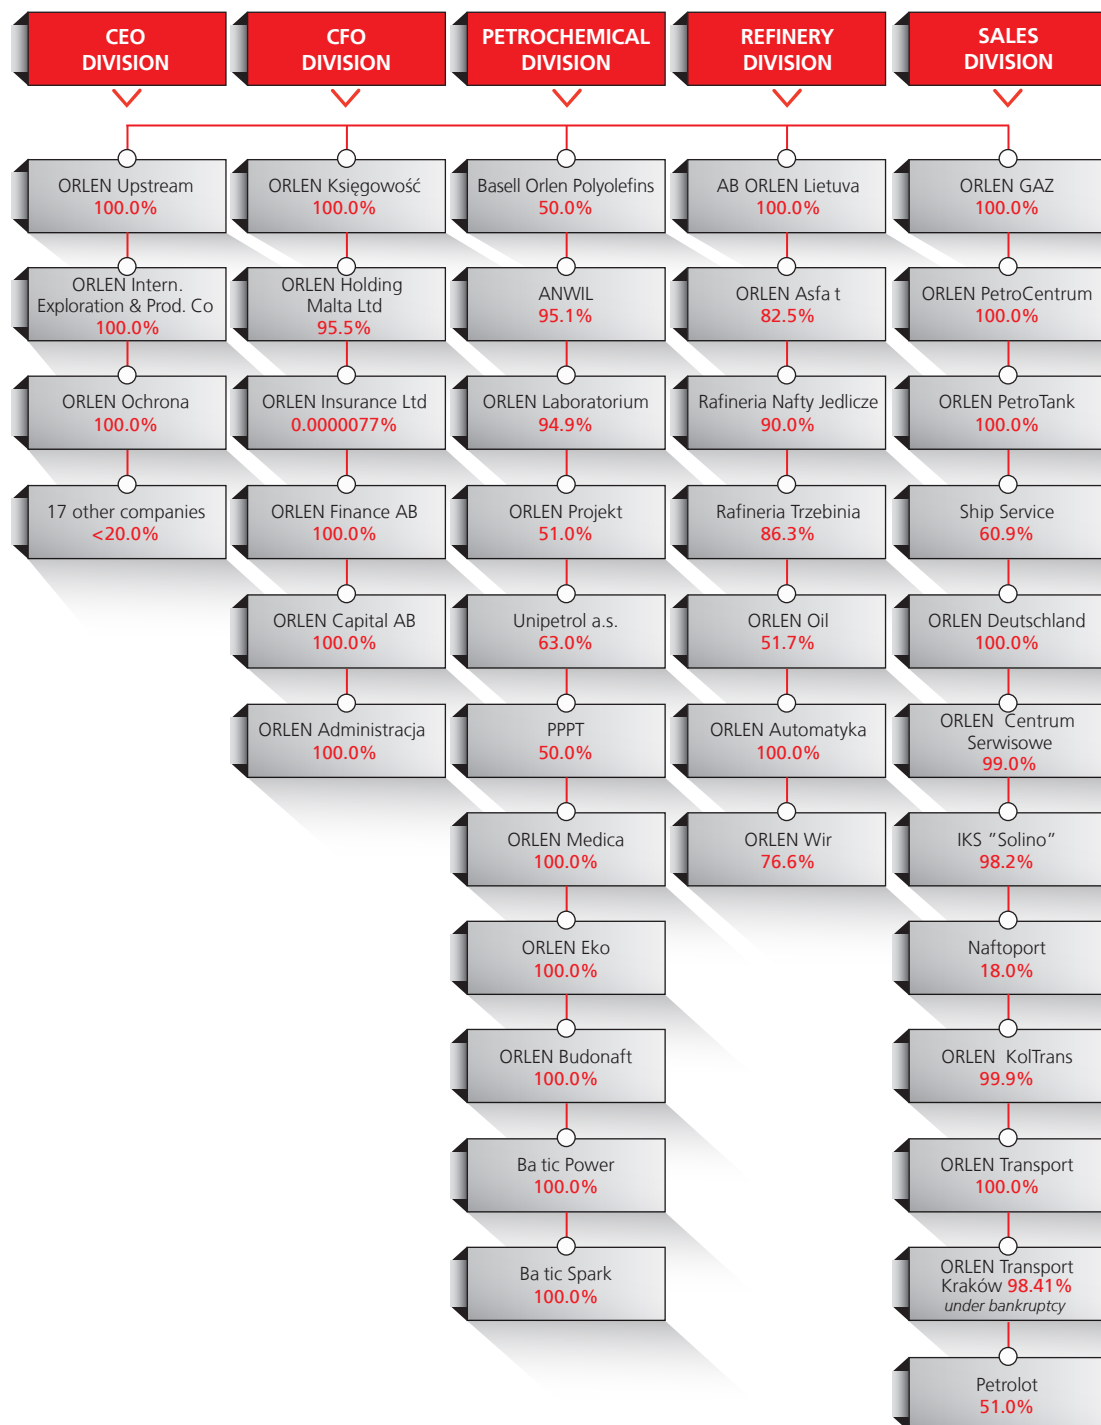 CEO
DIVISION
CFO
DIVISION
PETROCHEMICAL
DIVISION
REFINERY
DIVISION
SALES
DIVISION
ORLEN Upstream
100.0%
ORLEN Intern.
Exploration & Prod. Co
100.0%
ORLEN Ochrona
100.0%
17 other companies
<20.0%
ORLEN Księgowość
100.0%
ORLEN Holding
Malta Ltd
95.5%
ORLEN Insurance Ltd
0.0000077%
ORLEN Finance AB
100.0%
ORLEN Capital AB
100.0%
ORLEN Administracja
100.0%
Basell Orlen Polyolefins
50.0%
ANWIL
95.1%
ORLEN Laboratorium
94.9%
ORLEN Projekt
51.0%
Unipetrol a.s.
63.0%
PPPT
50.0%
ORLEN Medica
100.0%
ORLEN Eko
100.0%
ORLEN Budonaft
100.0%
Ba tic Power
100.0%
Ba tic Spark
100.0%
AB ORLEN Lietuva
100.0%
ORLEN Asfa t
82.5%
Rafineria Nafty Jedlicze
90.0%
Rafineria Trzebinia
86.3%
ORLEN Oil
51.7%
ORLEN Automatyka
100.0%
ORLEN Wir
76.6%
ORLEN GAZ
100.0%
ORLEN PetroCentrum
100.0%
ORLEN PetroTank
100.0%
Ship Service
60.9%
ORLEN Deutschland
100.0%
ORLEN Centrum
Serwisowe
99.0%
IKS ”Solino”
98.2%
Naftoport
18.0%
ORLEN KolTrans
99.9%
ORLEN Transport
100.0%
ORLEN Transport
Kraków 98.41%
under bankruptcy
Petrolot
51.0%